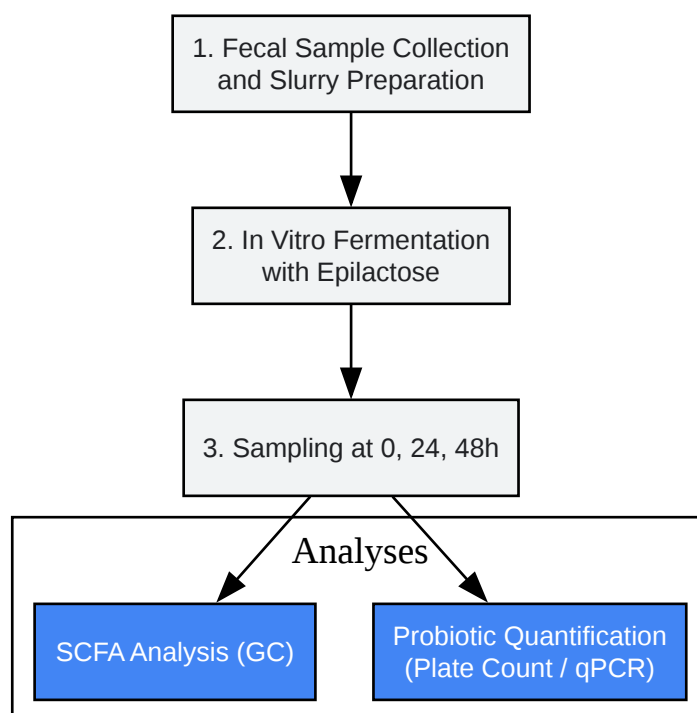 1. Fecal Sample Collection
and Slurry Preparation
2. In Vitro Fermentation
with Epilactose
3. Sampling at 0, 24, 48h
Analyses
SCFA Analysis (GC)
Probiotic Quantification
(Plate Count / qPCR)